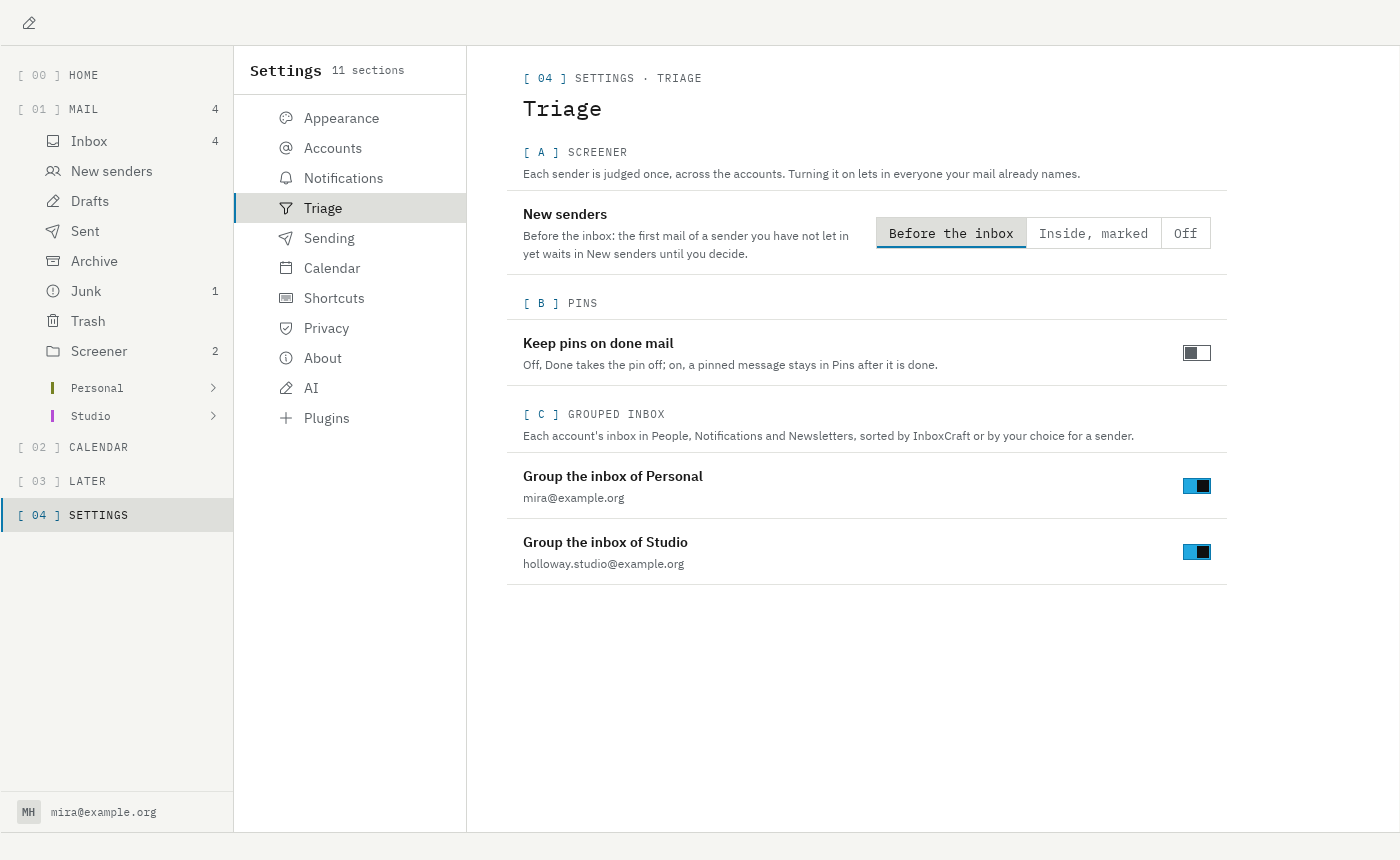 [ 00 ] HOME
[ 01 ] MAIL 4
Inbox 4
New senders
Drafts
Sent
Archive
Junk 1
Trash
Screener 2
Personal
Studio
[ 02 ] CALENDAR
[ 03 ] LATER
[ 04 ] SETTINGS
MH mira@example.org
Settings 11 sections
Appearance
Accounts
Notifications
Triage
Sending
Calendar
Shortcuts
Privacy
About
AI
Plugins
[ 04 ] SETTINGS · TRIAGE
Triage
[ A ] SCREENER
Each sender is judged once, across the accounts. Turning it on lets in everyone your mail already names.
New senders
Before the inbox: the first mail of a sender you have not let in
yet waits in New senders until you decide.
Before the inbox Inside, marked Off
[ B ] PINS
Keep pins on done mail
Off, Done takes the pin off; on, a pinned message stays in Pins after it is done.
[ C ] GROUPED INBOX
Each account's inbox in People, Notifications and Newsletters, sorted by InboxCraft or by your choice for a sender.
Group the inbox of Personal
mira@example.org
Group the inbox of Studio
holloway.studio@example.org